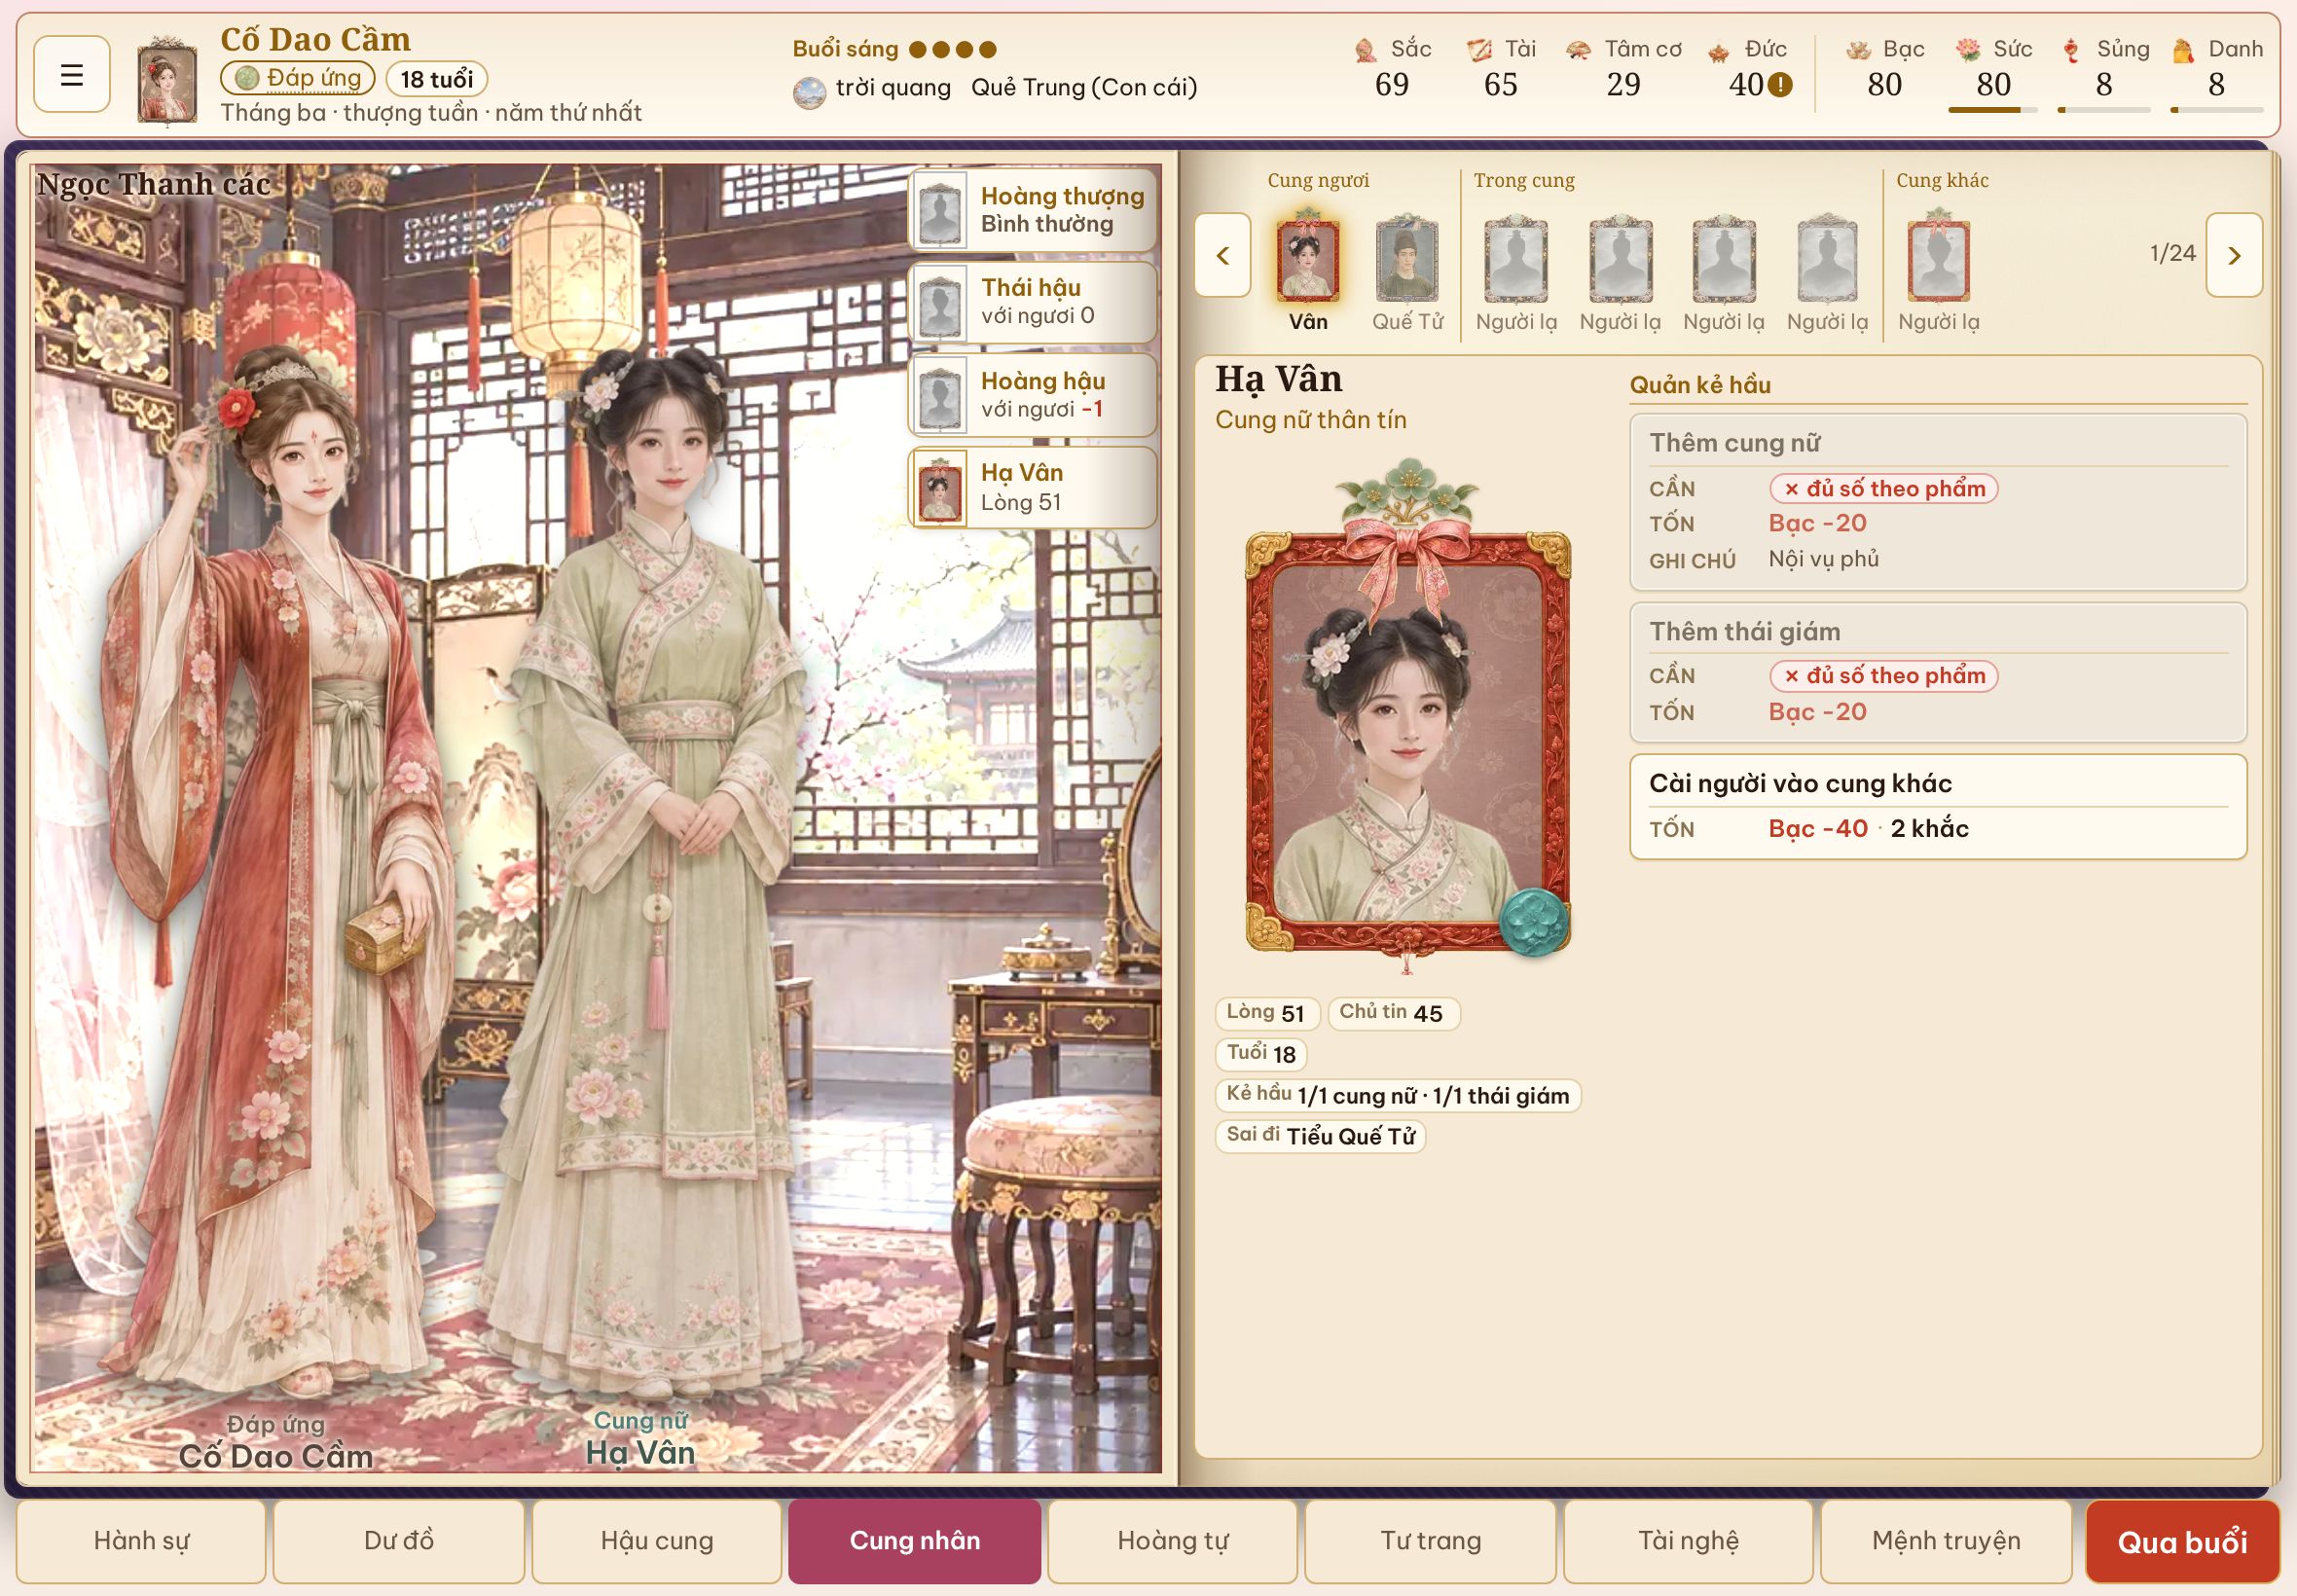 ☰
Cố Dao Cầm
Đáp ứng
18 tuổi
Tháng ba · thượng tuần · năm thứ nhất
Buổi sáng
trời quang Quẻ Trung (Con cái)
Sắc 69
Tài 65
Tâm cơ 29
Đức 40 !
Bạc 80
Sức 80
Sủng 8
Danh 8
Ngọc Thanh các
Hoàng thượng
Bình thường
Thái hậu
với ngươi 0
Hoàng hậu
với ngươi -1
Hạ Vân
Lòng 51
Đáp ứng
Cố Dao Cầm
Cung nữ
Hạ Vân
Cung ngươi
Trong cung
Cung khác
Vân
Quế Tử
Người lạ
Người lạ
Người lạ
Người lạ
Người lạ
1/24
Hạ Vân
Cung nữ thân tín
Lòng 51
Chủ tin 45
Tuổi 18
Kẻ hầu 1/1 cung nữ · 1/1 thái giám
Sai đi Tiểu Quế Tử
Quản kẻ hầu
Thêm cung nữ
CẦN × đủ số theo phẩm
TỐN Bạc -20
GHI CHÚ Nội vụ phủ
Thêm thái giám
CẦN × đủ số theo phẩm
TỐN Bạc -20
Cài người vào cung khác
TỐN Bạc -40 · 2 khắc
Hành sự
Dư đồ
Hậu cung
Cung nhân
Hoàng tự
Tư trang
Tài nghệ
Mệnh truyện
Qua buổi